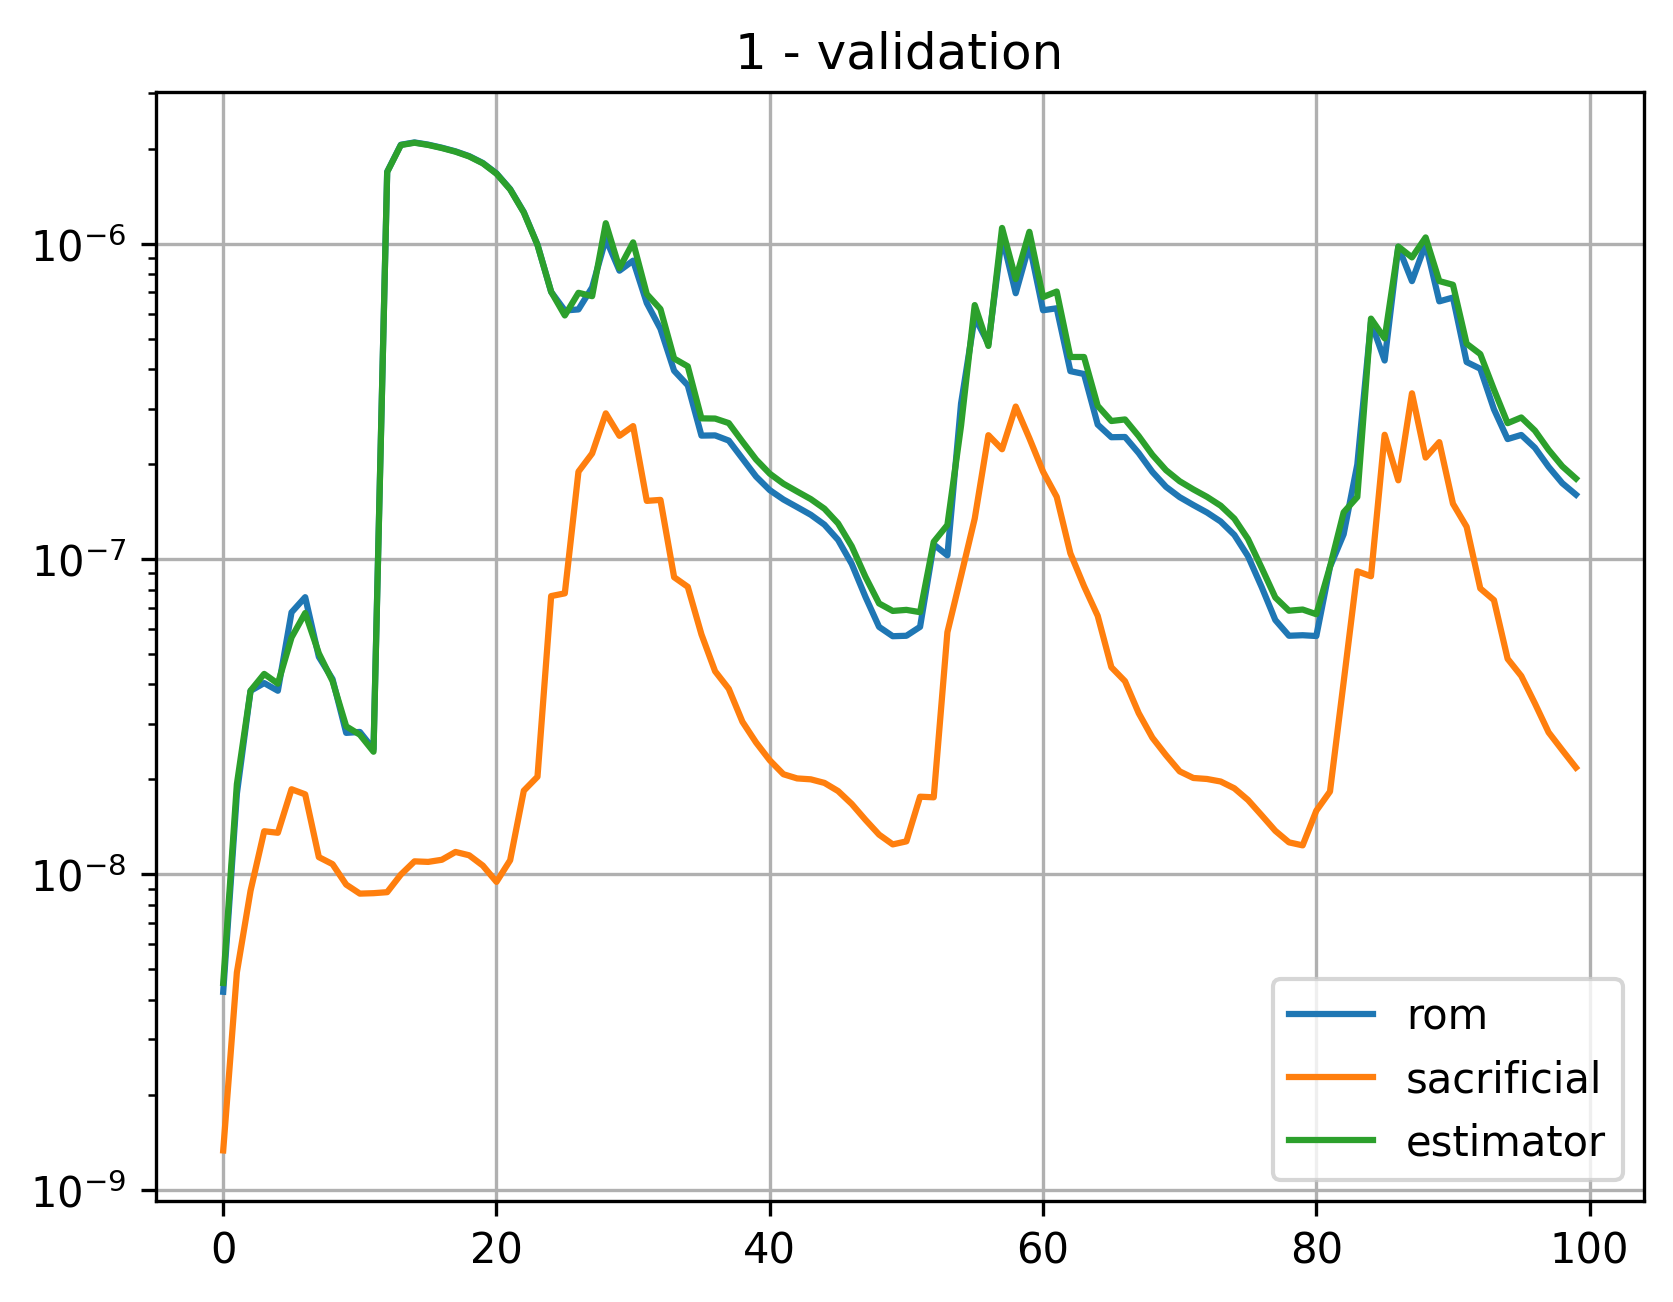 1 - validation
10⁻⁶
10⁻⁷
10⁻⁸
10⁻⁹
0 20 40 60 80 100
rom
sacrificial
estimator